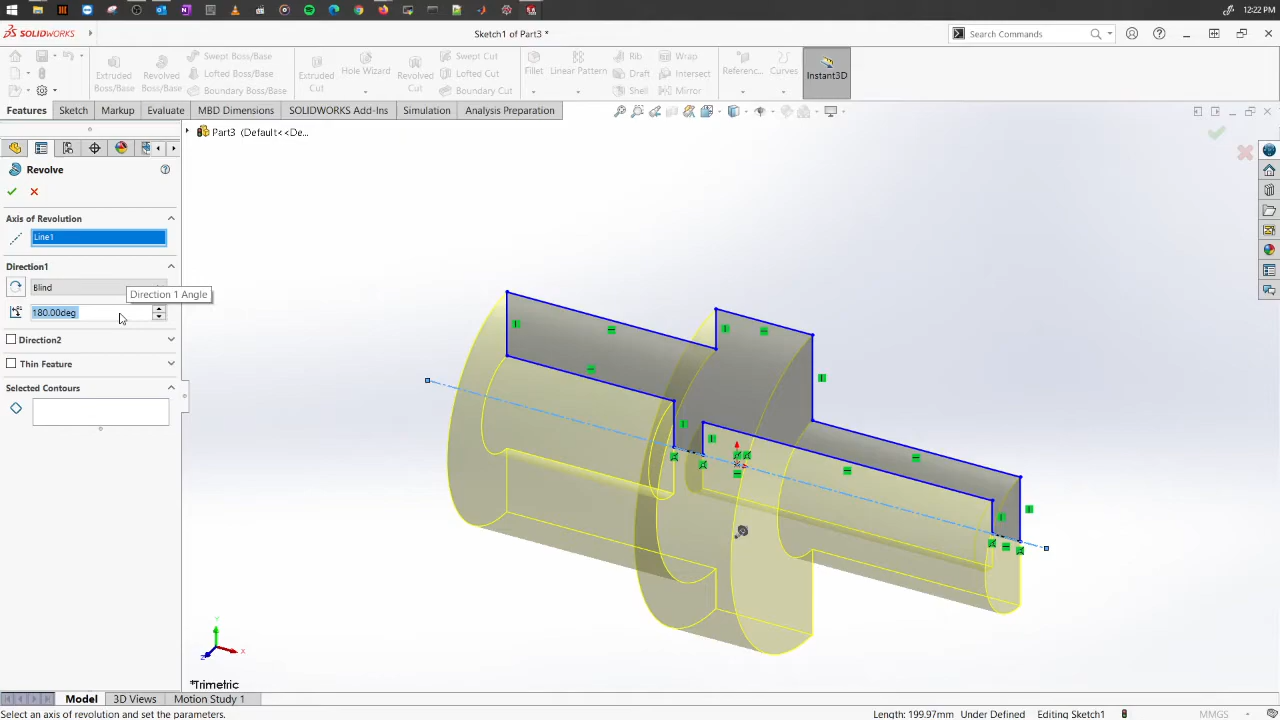 12:22 PM
SOLIDWORKS
Sketch1 of Part3 *
Search Commands
Extruded Boss/Base
Revolved Boss/Base
Swept Boss/Base
Lofted Boss/Base
Boundary Boss/Base
Extruded Cut
Hole Wizard
Revolved Cut
Swept Cut
Lofted Cut
Boundary Cut
Fillet
Linear Pattern
Rib
Draft
Shell
Wrap
Intersect
Mirror
Referenc...
Curves
Instant3D
Features
Sketch
Markup
Evaluate
MBD Dimensions
SOLIDWORKS Add-Ins
Simulation
Analysis Preparation
Part3 (Default<<De...
Revolve
Axis of Revolution
Line1
Direction1
Blind
Direction 1 Angle
180.00deg
Direction2
Thin Feature
Selected Contours
Y
X
Z
*Trimetric
Model
3D Views
Motion Study 1
Select an axis of revolution and set the parameters.
Length: 199.97mm
Under Defined
Editing Sketch1
MMGS